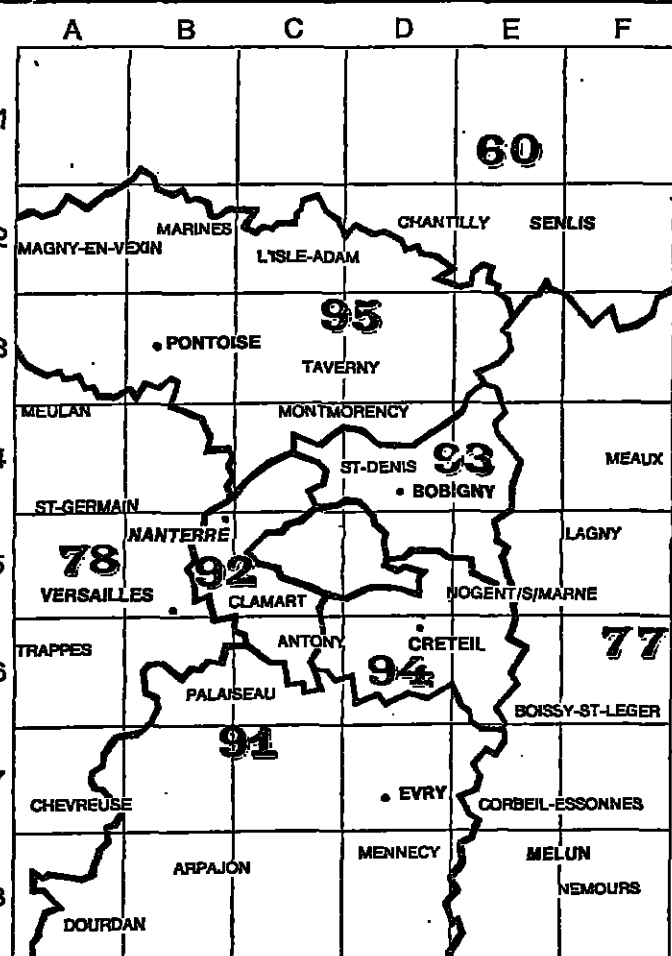 A B C D E F
1
60
2
MARINES CHANTILLY SENLIS
MAGNY-EN-VEXIN L'ISLE-ADAM
95
3
PONTOISE
TAVERNY
MEULAN MONTMORENCY
4
ST-DENIS 93 MEAUX
BOBIGNY
ST-GERMAIN
NANTERRE LAGNY
5
78 92
VERSAILLES CLAMART NOGENT/S/MARNE
TRAPPES ANTONY CRETEIL 77
6
94
PALAISEAU
BOISSY-ST-LEGER
91
7
EVRY
CHEVREUSE CORBEIL-ESSONNES
MENNECY MELUN
ARPAJON
8
NEMOURS
DOURDAN